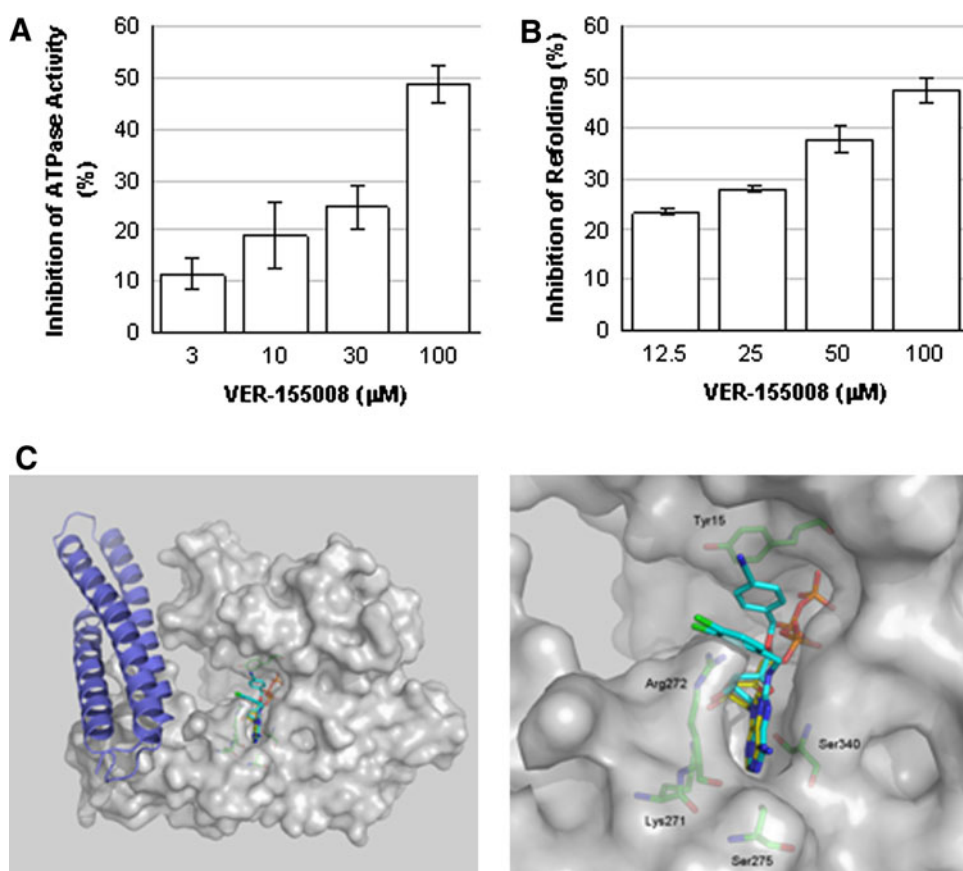 A
Inhibition of ATPase Activity
(%)
60
50
40
30
20
10
0
3 10 30 100
VER-155008 (µM)
B
Inhibition of Refolding (%)
60
50
40
30
20
10
0
12.5 25 50 100
VER-155008 (µM)
C
Tyr15
Arg272
Ser340
Lys271
Ser275